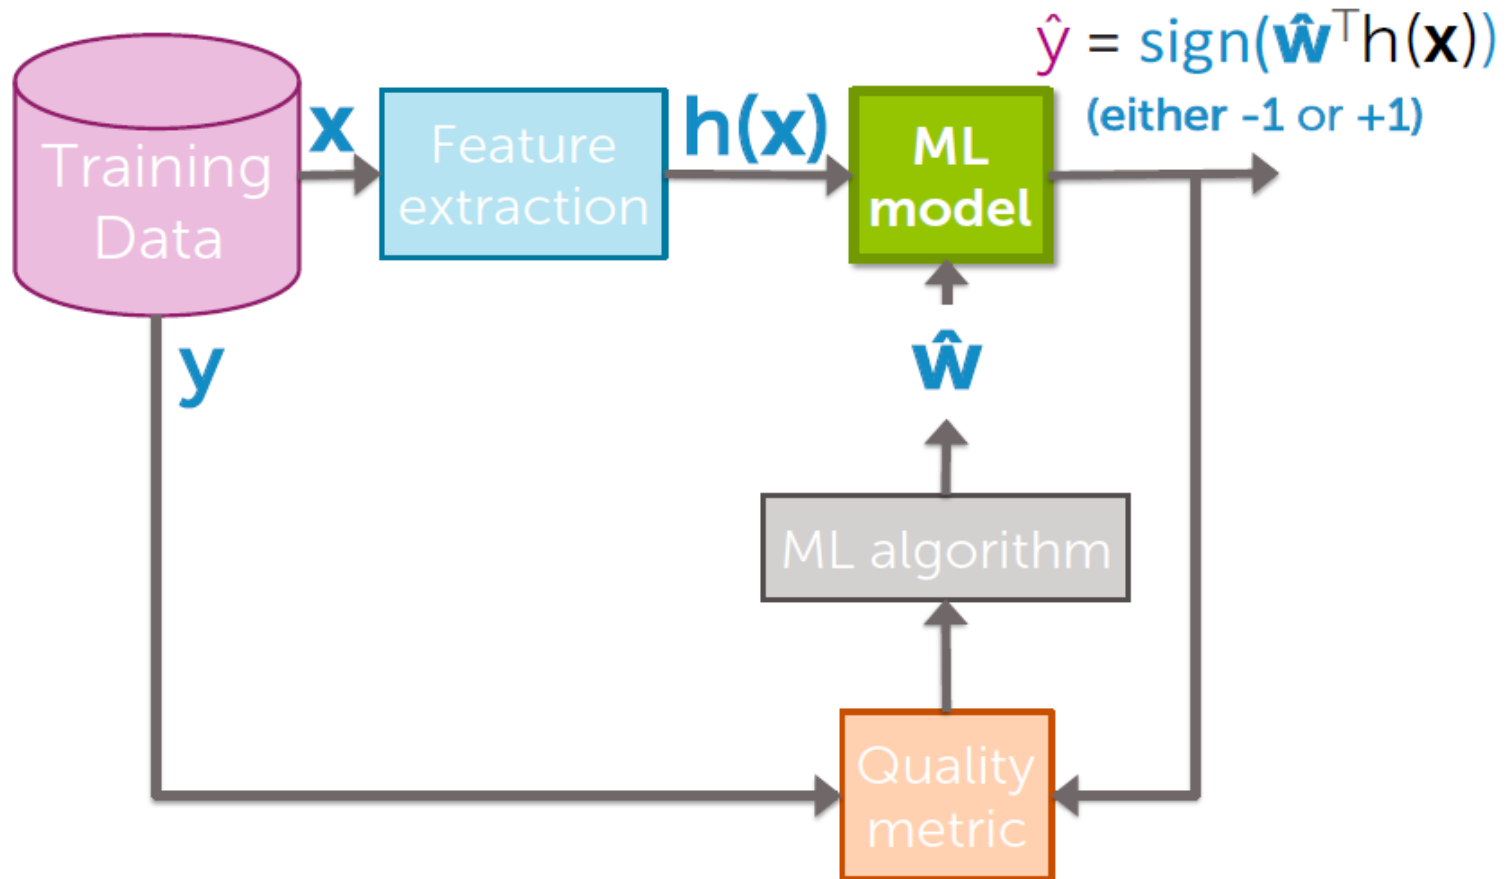 ŷ = sign(ŵᵀh(x))
(either -1 or +1)
Training
Data
x
Feature
extraction
h(x)
ML
model
y
ŵ
ML algorithm
Quality
metric